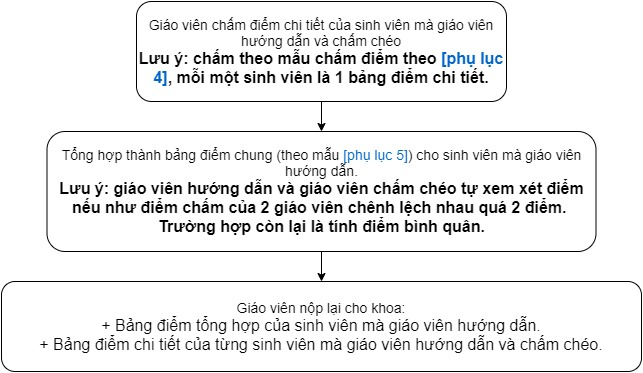 Giáo viên chấm điểm chi tiết của sinh viên mà giáo viên
hướng dẫn và chấm chéo
Lưu ý: chấm theo mẫu chấm điểm theo [phụ lục
4], mỗi một sinh viên là 1 bảng điểm chi tiết.
Tổng hợp thành bảng điểm chung (theo mẫu [phụ lục 5]) cho sinh viên mà giáo viên
hướng dẫn.
Lưu ý: giáo viên hướng dẫn và giáo viên chấm chéo tự xem xét điểm
nếu như điểm chấm của 2 giáo viên chênh lệch nhau quá 2 điểm.
Trường hợp còn lại là tính điểm bình quân.
Giáo viên nộp lại cho khoa:
+ Bảng điểm tổng hợp của sinh viên mà giáo viên hướng dẫn.
+ Bảng điểm chi tiết của từng sinh viên mà giáo viên hướng dẫn và chấm chéo.